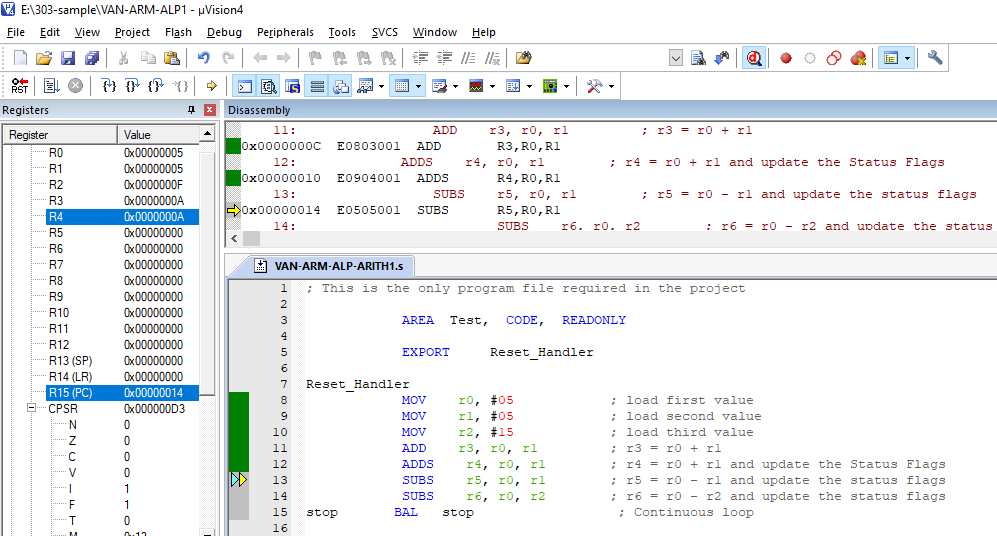 E:\303-sample\VAN-ARM-ALP1 - µVision4
File Edit View Project Flash Debug Peripherals Tools SVCS Window Help
Registers
Register Value
R0 0x00000005
R1 0x00000005
R2 0x0000000F
R3 0x0000000A
R4 0x0000000A
R5 0x00000000
R6 0x00000000
R7 0x00000000
R8 0x00000000
R9 0x00000000
R10 0x00000000
R11 0x00000000
R12 0x00000000
R13 (SP) 0x00000000
R14 (LR) 0x00000000
R15 (PC) 0x00000014
CPSR 0x000000D3
N 0
Z 0
C 0
V 0
I 1
F 1
T 0
M 0x13
Disassembly
11: ADD r3, r0, r1 ; r3 = r0 + r1
0x0000000C E0803001 ADD R3,R0,R1
12: ADDS r4, r0, r1 ; r4 = r0 + r1 and update the Status Flags
0x00000010 E0904001 ADDS R4,R0,R1
13: SUBS r5, r0, r1 ; r5 = r0 - r1 and update the status flags
0x00000014 E0505001 SUBS R5,R0,R1
14: SUBS r6, r0, r2 ; r6 = r0 - r2 and update the status
VAN-ARM-ALP-ARITH1.s
1 ; This is the only program file required in the project
2
3 AREA Test, CODE, READONLY
4
5 EXPORT Reset_Handler
6
7 Reset_Handler
8 MOV r0, #05 ; load first value
9 MOV r1, #05 ; load second value
10 MOV r2, #15 ; load third value
11 ADD r3, r0, r1 ; r3 = r0 + r1
12 ADDS r4, r0, r1 ; r4 = r0 + r1 and update the Status Flags
13 SUBS r5, r0, r1 ; r5 = r0 - r1 and update the status flags
14 SUBS r6, r0, r2 ; r6 = r0 - r2 and update the status flags
15 stop BAL stop ; Continuous loop
16